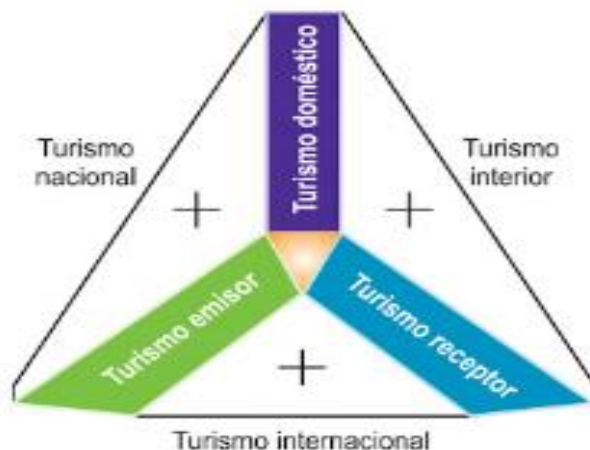 Turismo doméstico
Turismo
nacional
Turismo
interior
+
+
Turismo emisor
Turismo receptor
+
Turismo internacional